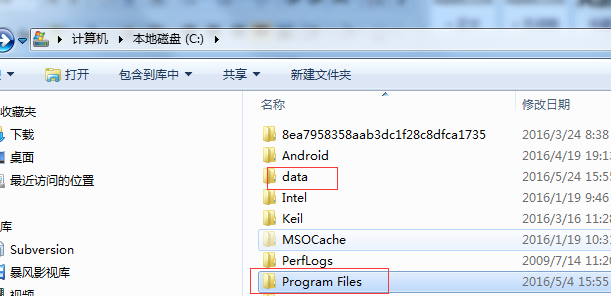 计算机 ▸ 本地磁盘 (C:) ▸
打开 包含到库中 共享 新建文件夹
收藏夹
下载
桌面
最近访问的位置
库
Subversion
暴风影视库
视频
名称 修改日期
8ea7958358aab3dc1f28c8dfca1735 2016/3/24 8:38
Android 2016/4/19 19:13
data 2016/5/24 15:55
Intel 2016/1/19 9:46
Keil 2016/3/16 11:28
MSOCache 2016/1/19 10:3
PerfLogs 2009/7/14 11:20
Program Files 2016/5/4 15:55